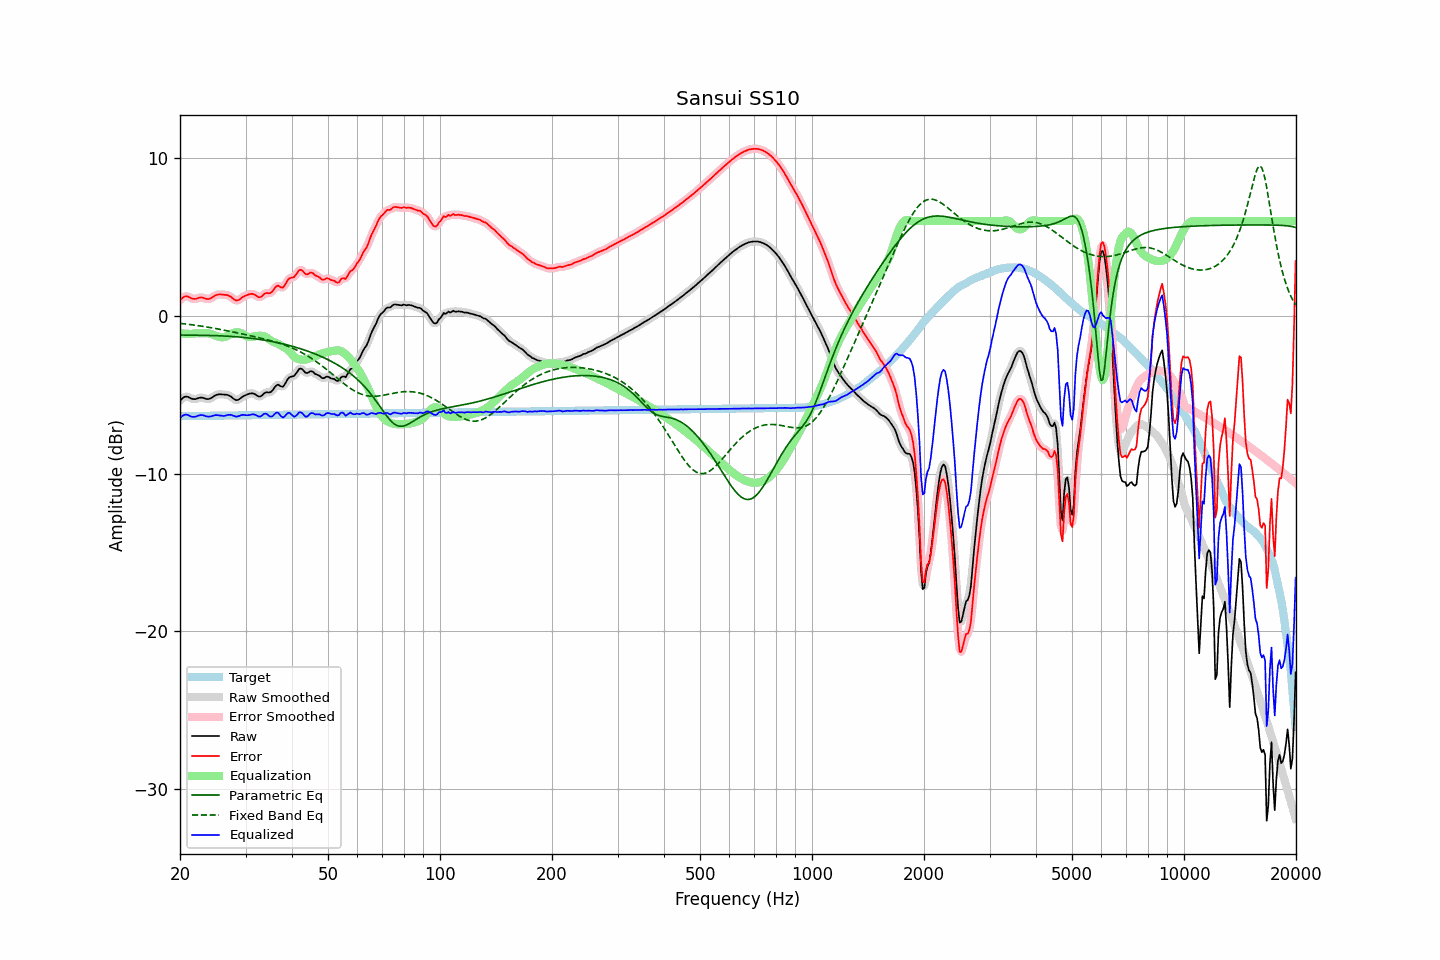 Sansui SS10
Amplitude (dBr)
10
0
−10
−20
−30
Target
Raw Smoothed
Error Smoothed
Raw
Error
Equalization
Parametric Eq
Fixed Band Eq
Equalized
20 50 100 200 500 1000 2000 5000 10000 20000
Frequency (Hz)